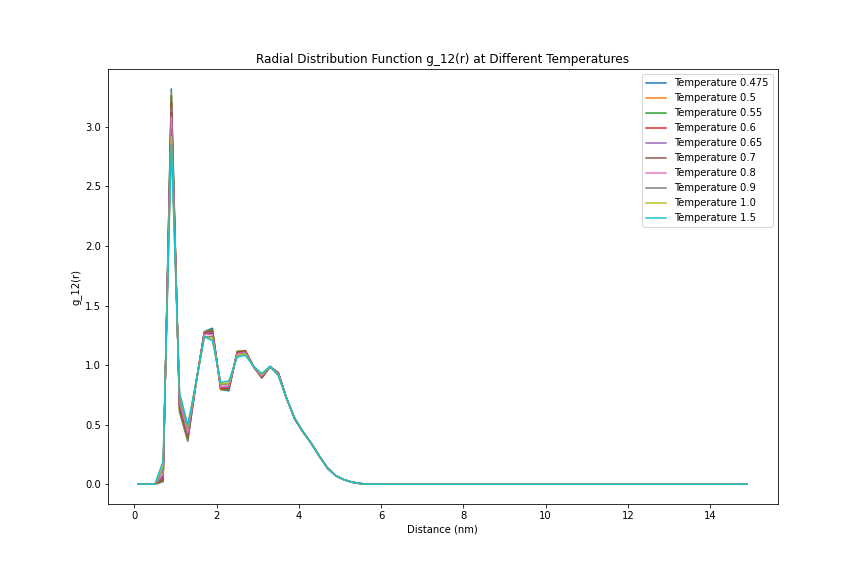 Radial Distribution Function g_12(r) at Different Temperatures
Temperature 0.475
Temperature 0.5
Temperature 0.55
Temperature 0.6
Temperature 0.65
Temperature 0.7
Temperature 0.8
Temperature 0.9
Temperature 1.0
Temperature 1.5
g_12(r)
3.0
2.5
2.0
1.5
1.0
0.5
0.0
0 2 4 6 8 10 12 14
Distance (nm)